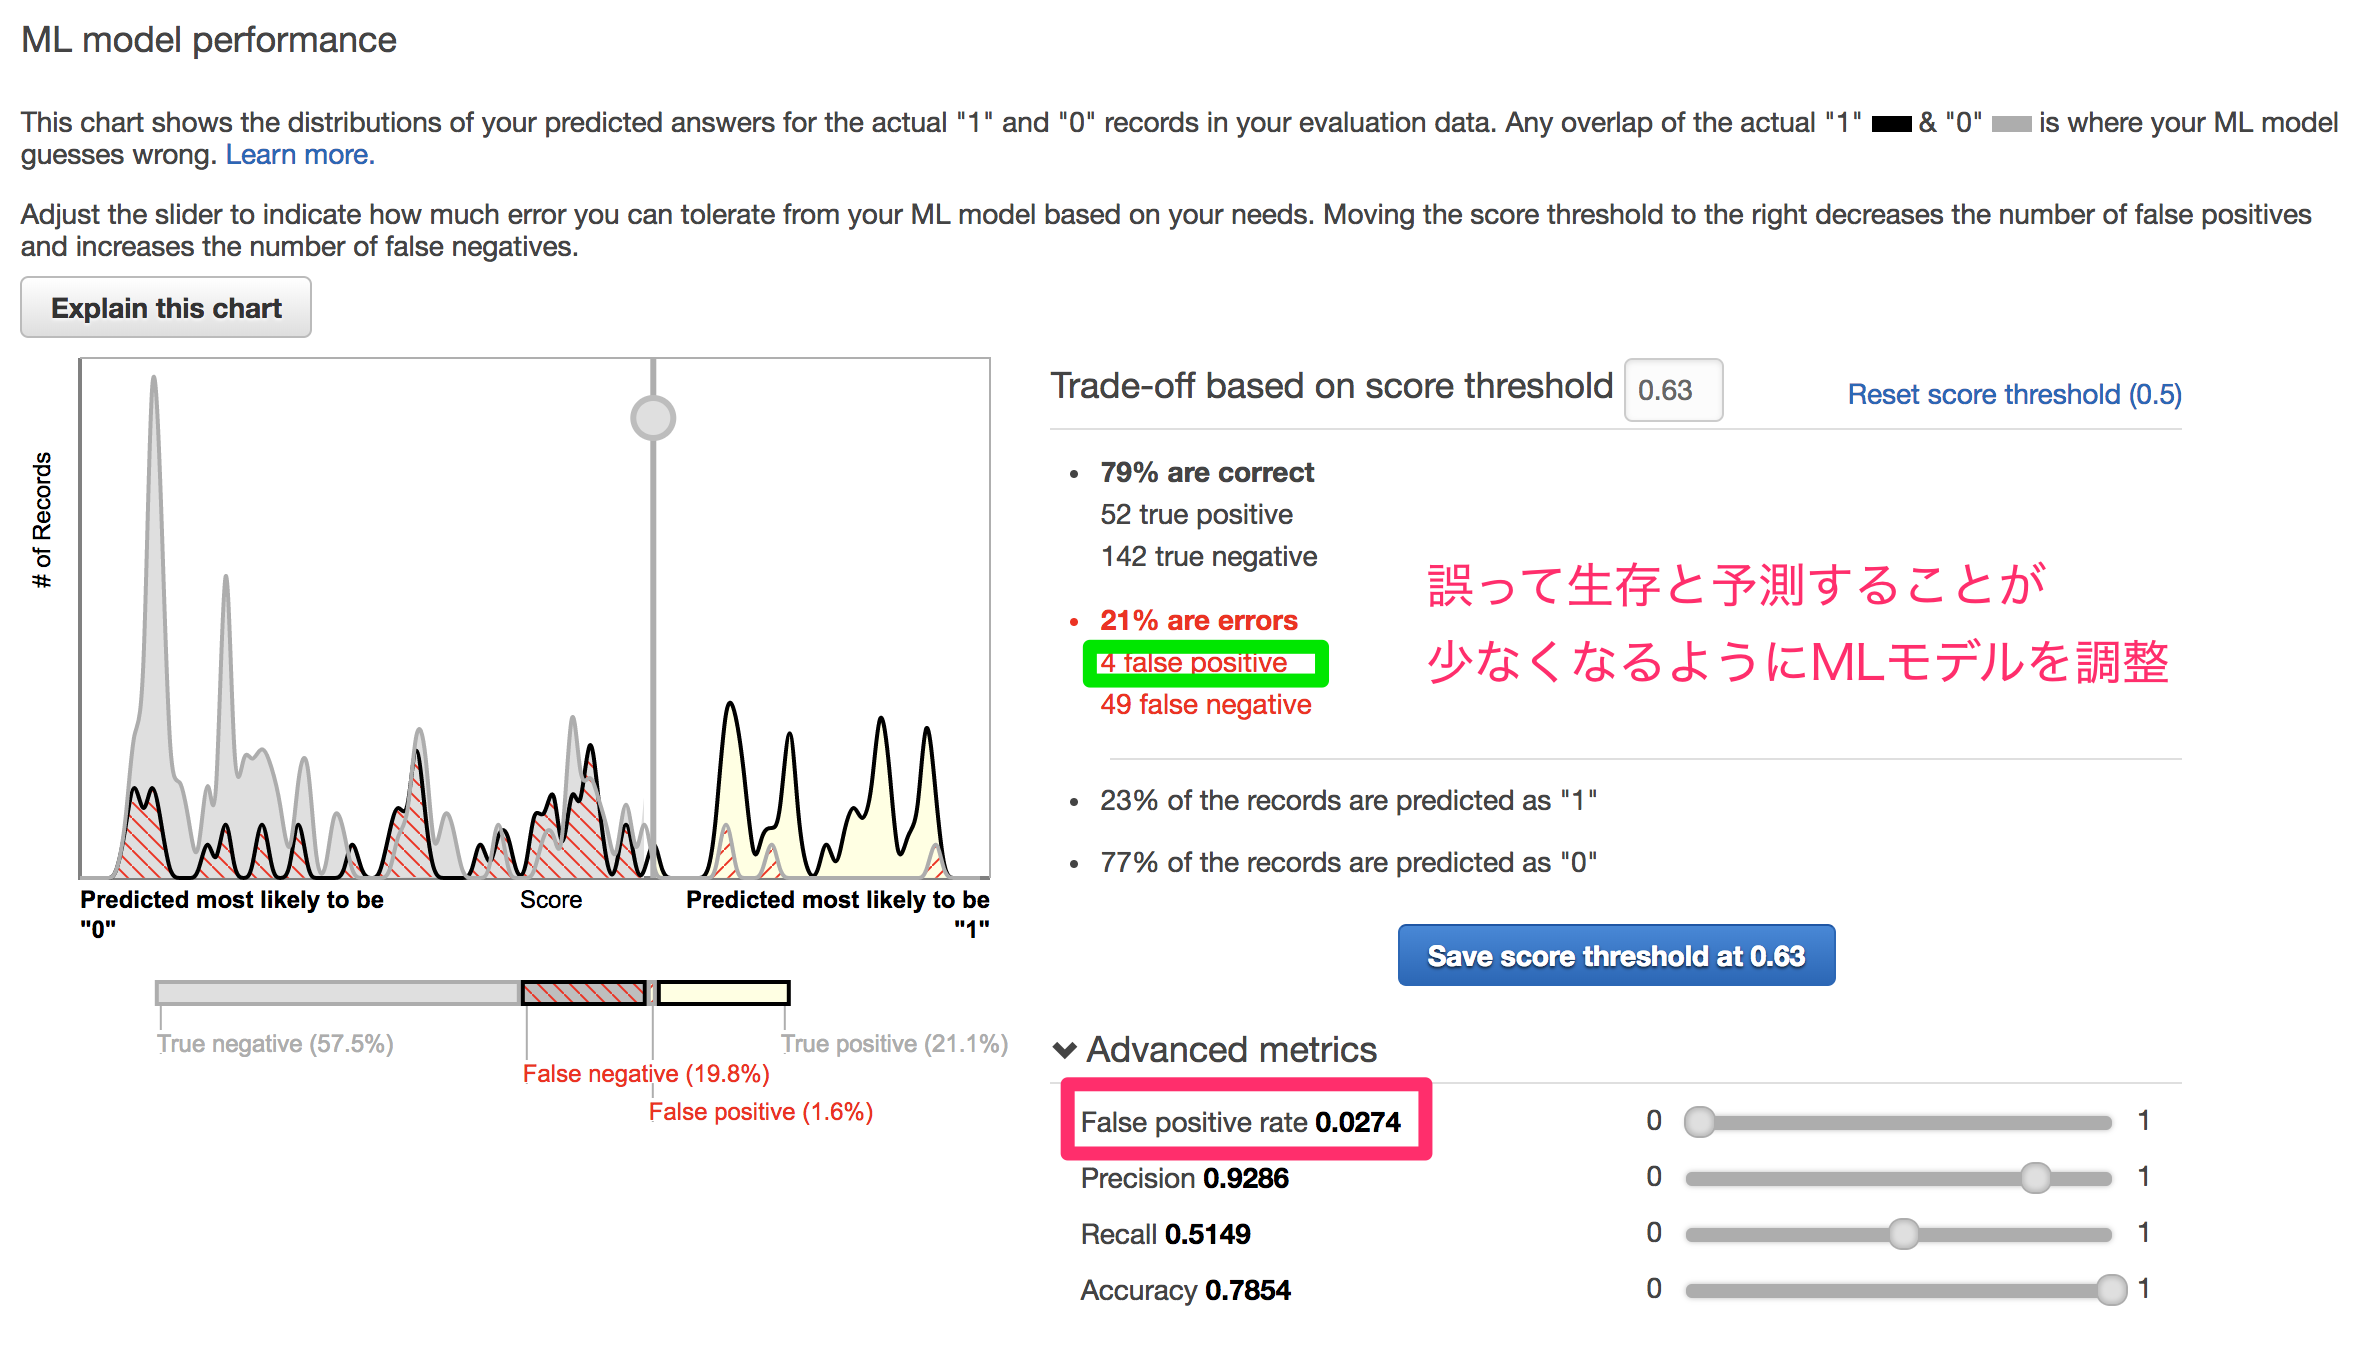 ML model performance
This chart shows the distributions of your predicted answers for the actual "1" and "0" records in your evaluation data. Any overlap of the actual "1" & "0" is where your ML model
guesses wrong. Learn more.
Adjust the slider to indicate how much error you can tolerate from your ML model based on your needs. Moving the score threshold to the right decreases the number of false positives
and increases the number of false negatives.
Explain this chart
# of Records
Predicted most likely to be
"0"
Score
Predicted most likely to be
"1"
True negative (57.5%)
True positive (21.1%)
False negative (19.8%)
False positive (1.6%)
Trade-off based on score threshold 0.63
Reset score threshold (0.5)
• 79% are correct
52 true positive
142 true negative
• 21% are errors
4 false positive
49 false negative
誤って生存と予測することが
少なくなるようにMLモデルを調整
• 23% of the records are predicted as "1"
• 77% of the records are predicted as "0"
Save score threshold at 0.63
Advanced metrics
False positive rate 0.0274 0 1
Precision 0.9286 0 1
Recall 0.5149 0 1
Accuracy 0.7854 0 1